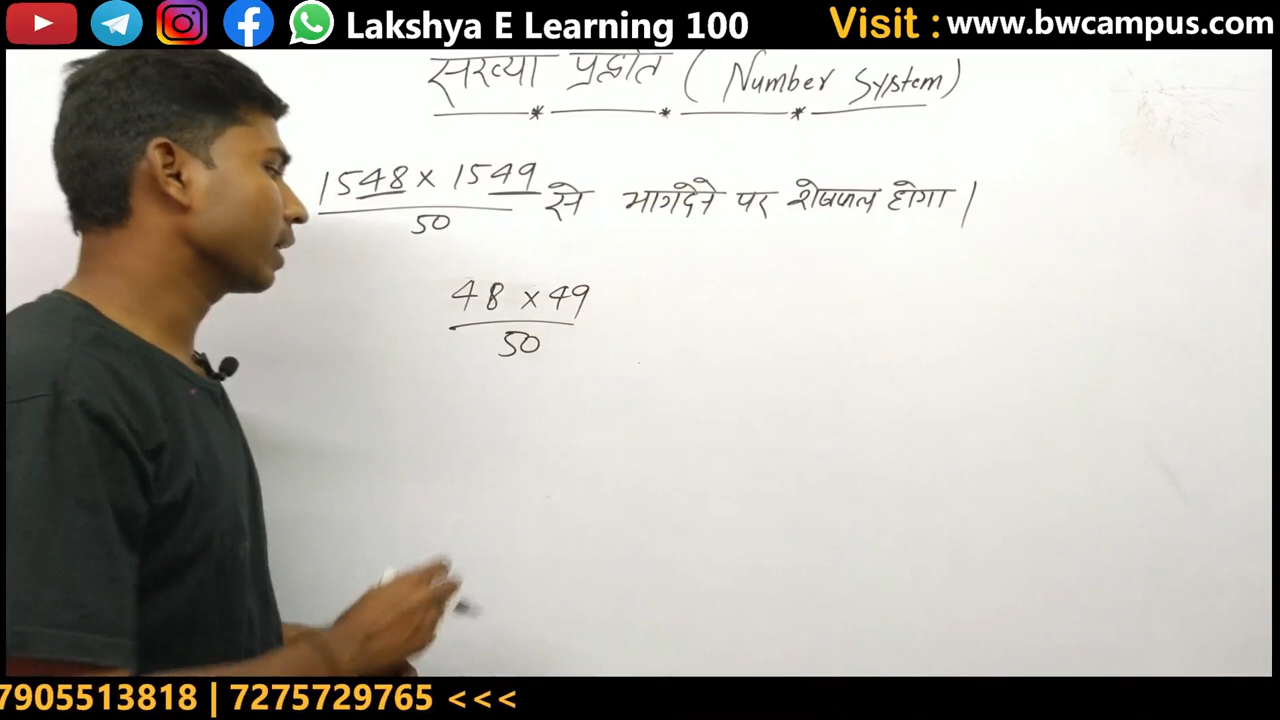 Lakshya E Learning 100 Visit : www.bwcampus.com
संख्या पद्धति ( Number System )
1548 x 1549
50
से भाग देने पर शेषफल होगा |
48 x 49
50
7905513818 | 7275729765 <<<